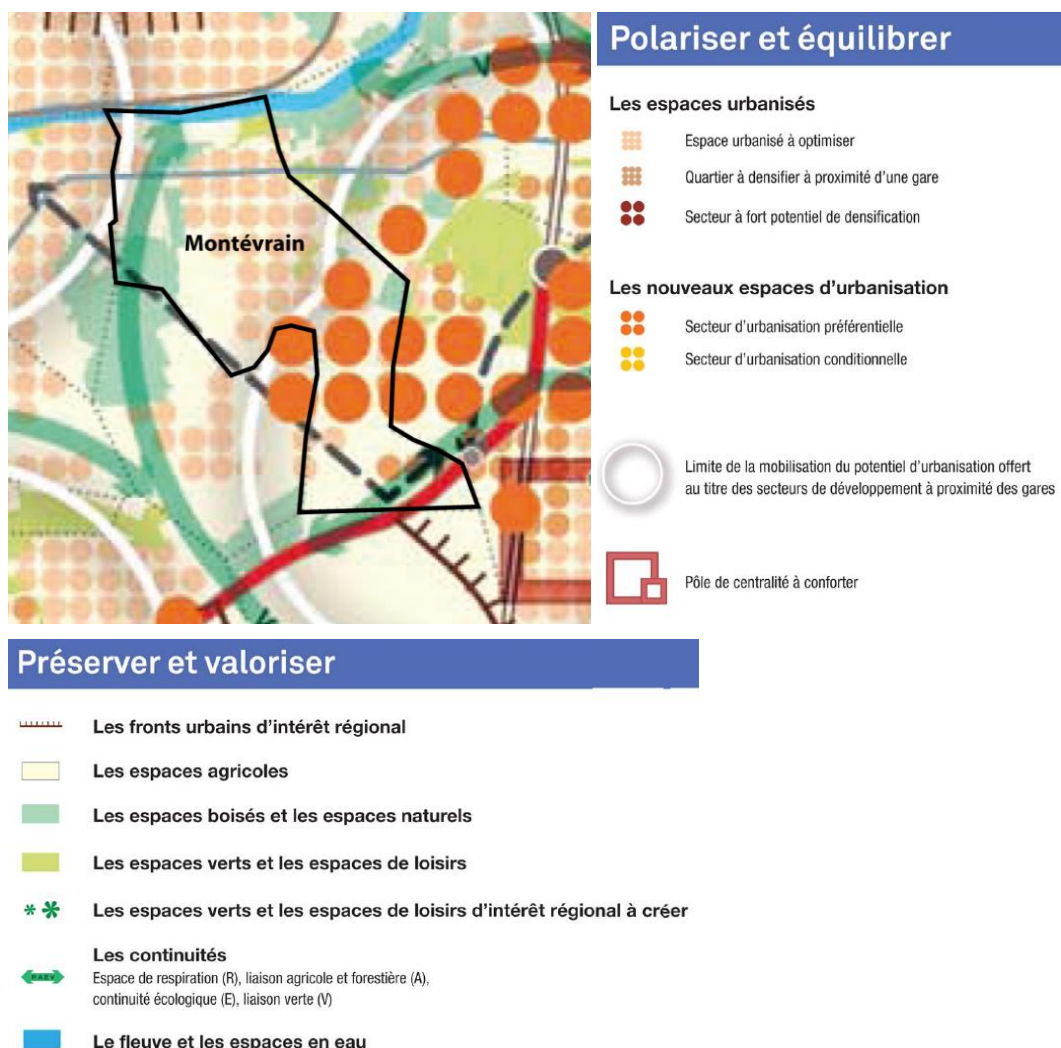 Montévrain
Polariser et équilibrer
Les espaces urbanisés
Espace urbanisé à optimiser
Quartier à densifier à proximité d'une gare
Secteur à fort potentiel de densification
Les nouveaux espaces d'urbanisation
Secteur d'urbanisation préférentielle
Secteur d'urbanisation conditionnelle
Limite de la mobilisation du potentiel d'urbanisation offert
au titre des secteurs de développement à proximité des gares
Pôle de centralité à conforter
Préserver et valoriser
Les fronts urbains d'intérêt régional
Les espaces agricoles
Les espaces boisés et les espaces naturels
Les espaces verts et les espaces de loisirs
Les espaces verts et les espaces de loisirs d'intérêt régional à créer
Les continuités
RAEV
Espace de respiration (R), liaison agricole et forestière (A),
continuité écologique (E), liaison verte (V)
Le fleuve et les espaces en eau